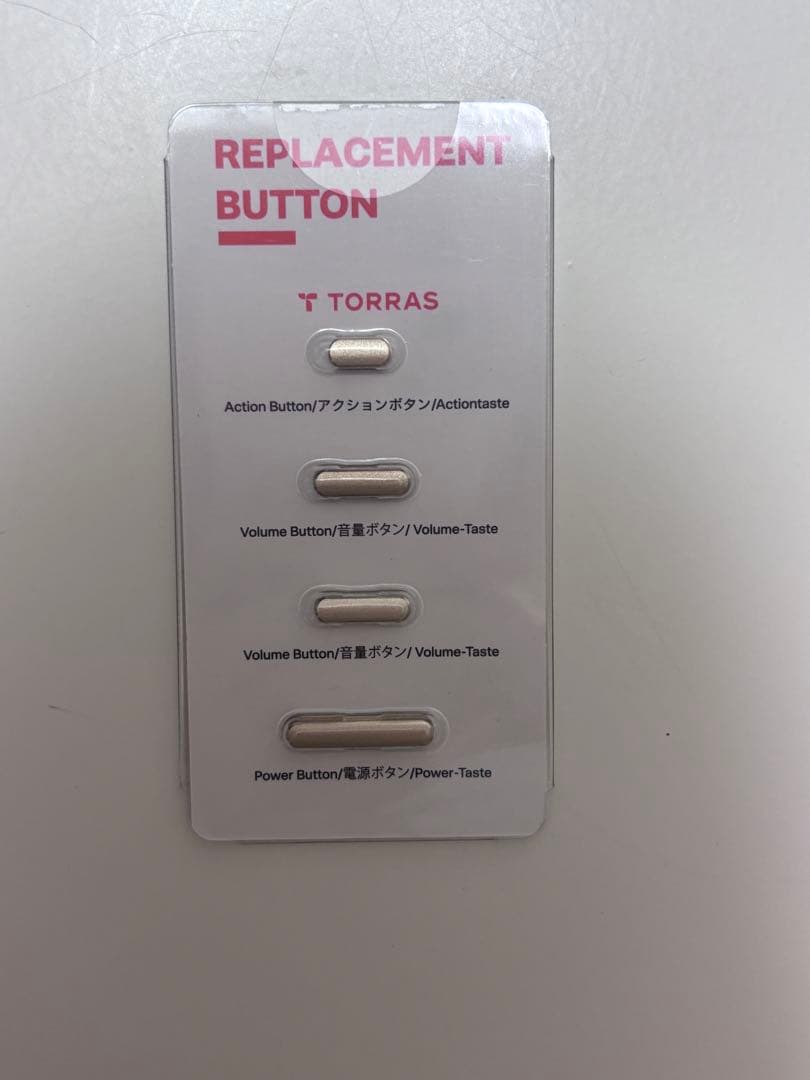 REPLACEMENT
BUTTON
TORRAS
Action Button/アクションボタン/Actiontaste
Volume Button/音量ボタン/ Volume-Taste
Volume Button/音量ボタン/ Volume-Taste
Power Button/電源ボタン/Power-Taste